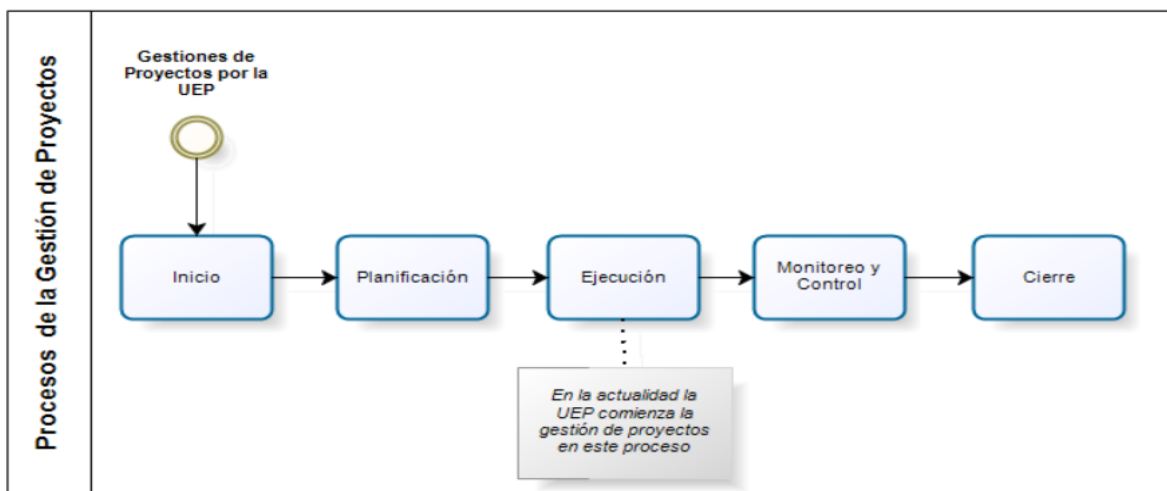 Procesos de la Gestión de Proyectos
Gestiones de
Proyectos por la
UEP
Inicio
Planificación
Ejecución
Monitoreo y
Control
Cierre
En la actualidad la
UEP comienza la
gestión de proyectos
en este proceso